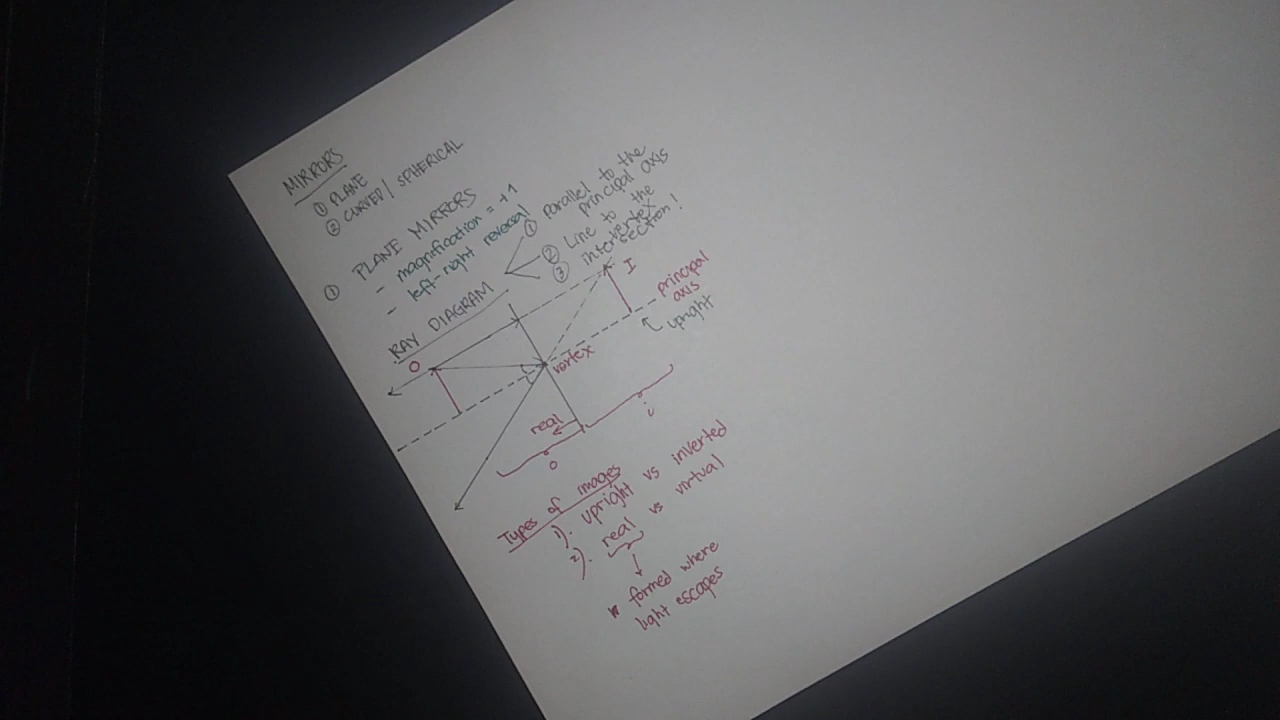 MIRRORS
① PLANE
② CURVED / SPHERICAL
① PLANE MIRRORS
- magnification = +1
- left-right reversal
RAY DIAGRAM
① Parallel to the
principal axis
② Line to the
vertex
③ intersection!
O
I
principal
axis
upright
vortex
real
o
i
Types of images
1). upright vs inverted
2). real vs virtual
formed where
light escapes